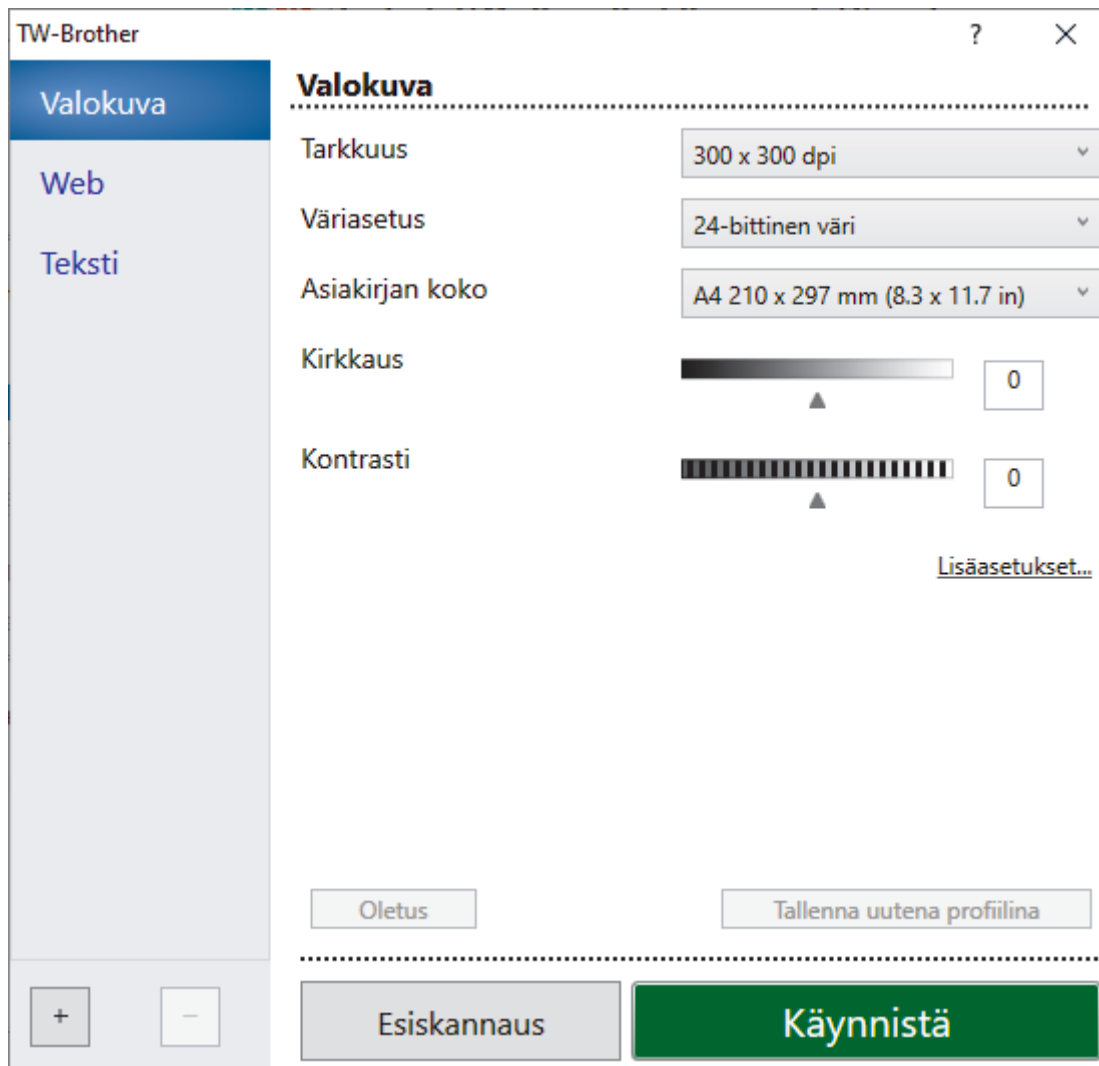 TW-Brother ? ×
Valokuva
Web
Teksti
Valokuva
Tarkkuus 300 x 300 dpi
Väriasetus 24-bittinen väri
Asiakirjan koko A4 210 x 297 mm (8.3 x 11.7 in)
Kirkkaus 0
Kontrasti 0
Lisäasetukset...
Oletus Tallenna uutena profiilina
+ −
Esiskannaus Käynnistä